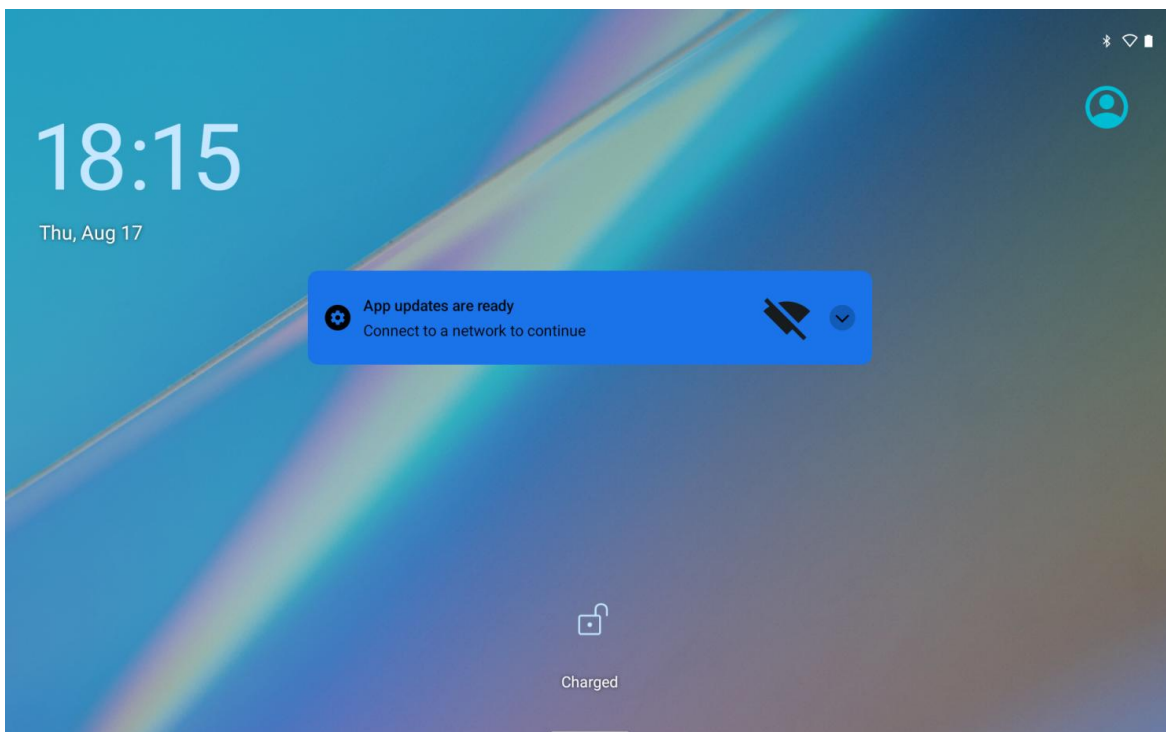 18:15
Thu, Aug 17
App updates are ready
Connect to a network to continue
Charged